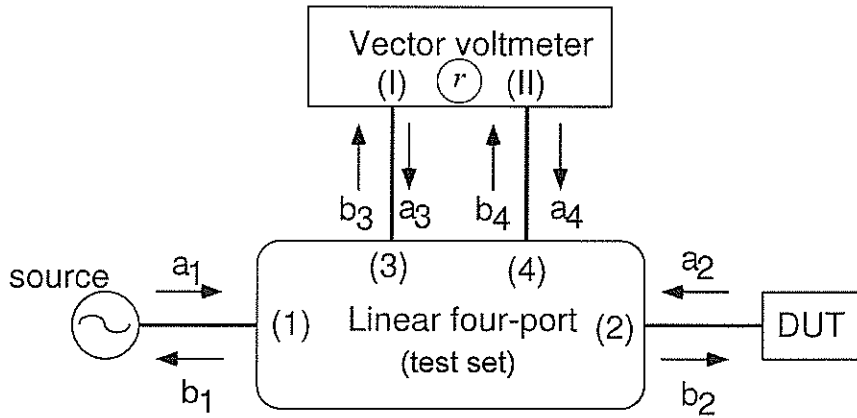 Vector voltmeter
(I) r (II)
b3 a3 b4 a4
source a1 (3) (4) a2
(1) Linear four-port (2) DUT
(test set)
b1 b2